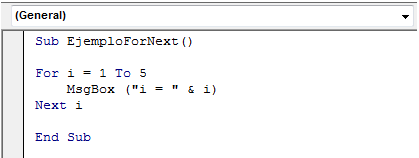 (General)
Sub EjemploForNext()
For i = 1 To 5
MsgBox ("i = " & i)
Next i
End Sub